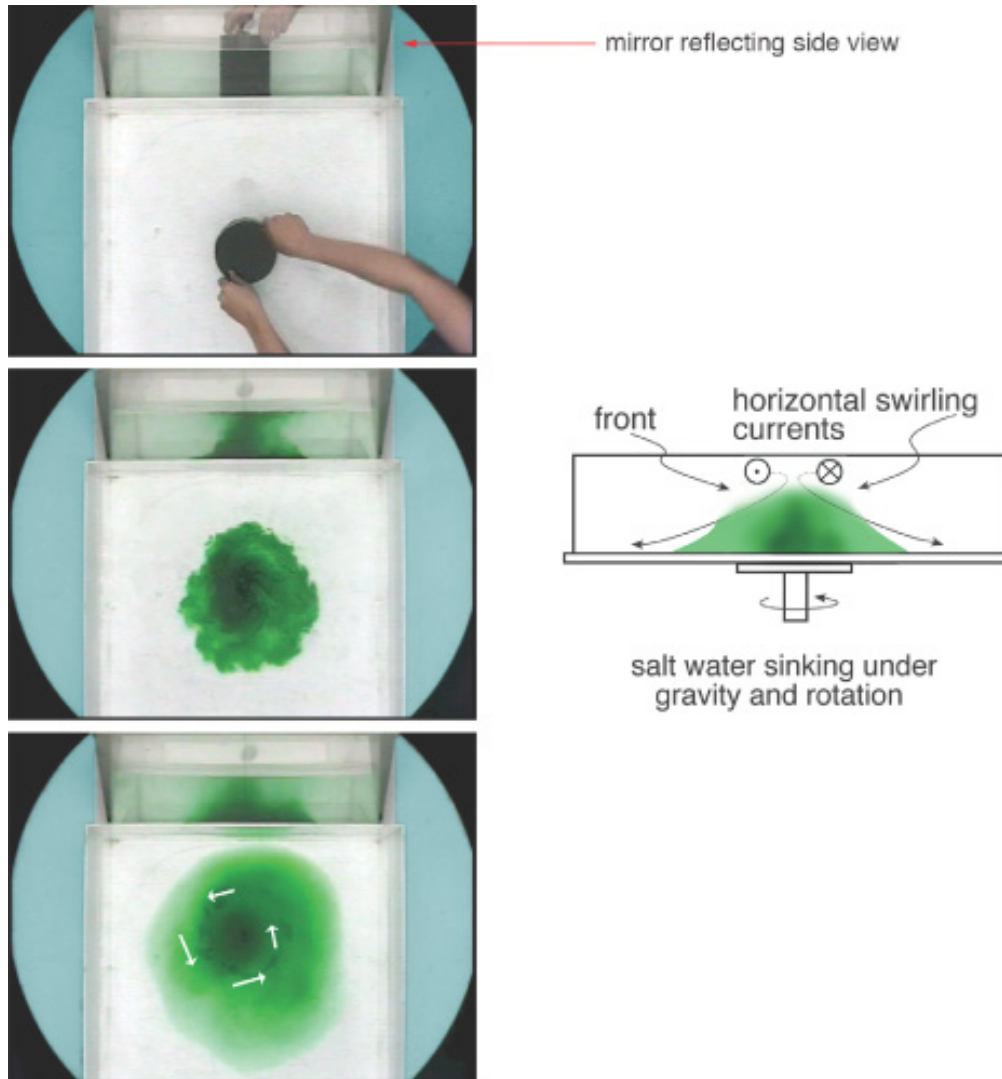 mirror reflecting side view
front
horizontal swirling
currents
salt water sinking under
gravity and rotation